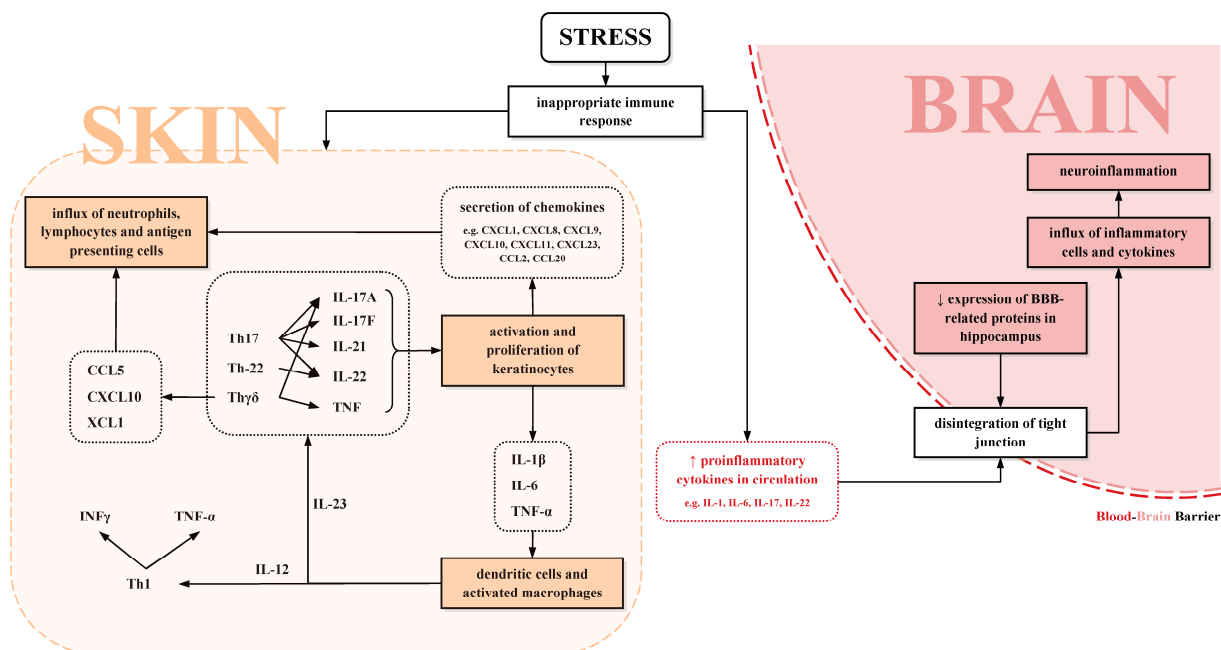 STRESS
inappropriate immune
response
SKIN
BRAIN
influx of neutrophils,
lymphocytes and antigen
presenting cells
secretion of chemokines
e.g. CXCL1, CXCL8, CXCL9,
CXCL10, CXCL11, CXCL23,
CCL2, CCL20
Th17
Th-22
Thγδ
IL-17A
IL-17F
IL-21
IL-22
TNF
activation and
proliferation of
keratinocytes
CCL5
CXCL10
XCL1
IL-1β
IL-6
TNF-α
IL-23
INFγ
TNF-α
Th1
IL-12
dendritic cells and
activated macrophages
neuroinflammation
influx of inflammatory
cells and cytokines
↓ expression of BBB-
related proteins in
hippocampus
disintegration of tight
junction
↑ proinflammatory
cytokines in circulation
e.g. IL-1, IL-6, IL-17, IL-22
Blood-Brain Barrier